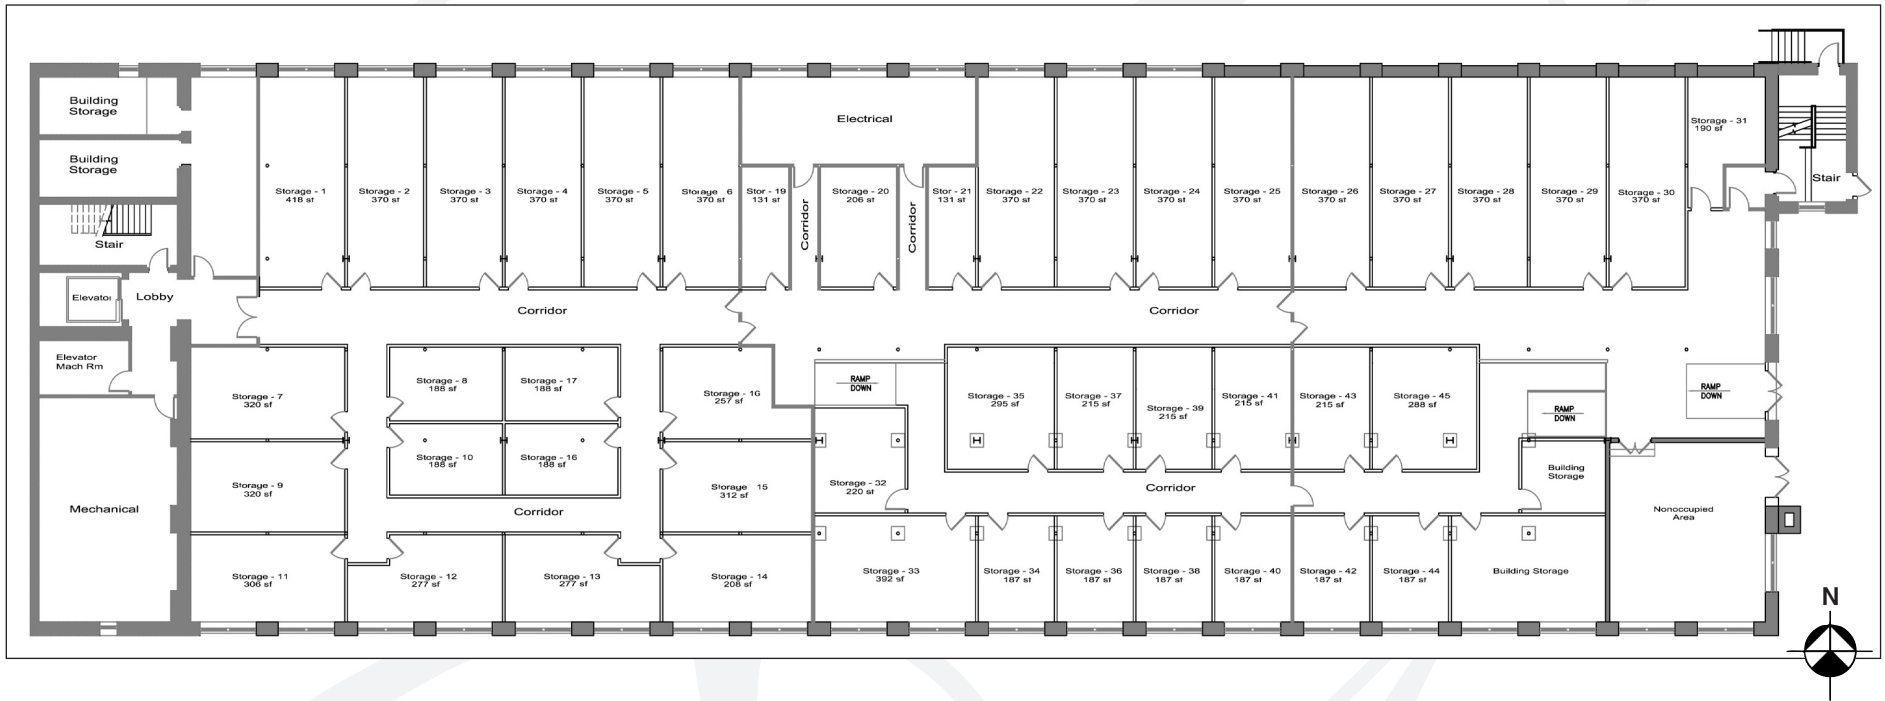 Building
Storage
Building
Storage
Stair
Elevator
Lobby
Elevator
Mach Rm
Mechanical
Storage - 1
418 sf
Storage - 2
370 sf
Storage - 3
370 sf
Storage - 4
370 sf
Storage - 5
370 sf
Storage 6
370 sf
Electrical
Stor - 19
131 sf
Corridor
Storage - 20
206 sf
Corridor
Stor - 21
131 sf
Storage - 22
370 sf
Storage - 23
370 sf
Storage - 24
370 sf
Storage - 25
370 sf
Storage - 26
370 sf
Storage - 27
370 sf
Storage - 28
370 sf
Storage - 29
370 sf
Storage - 30
370 sf
Storage - 31
190 sf
Stair
Corridor
Corridor
Storage - 7
320 sf
Storage - 8
188 sf
Storage - 17
188 sf
Storage - 16
257 sf
Storage - 9
320 sf
Storage - 10
188 sf
Storage - 16
188 sf
Storage 15
312 sf
Corridor
Storage - 11
306 sf
Storage - 12
277 sf
Storage - 13
277 sf
Storage - 14
208 sf
RAMP
DOWN
Storage - 35
295 sf
Storage - 37
215 sf
Storage - 39
215 sf
Storage - 41
215 sf
Storage - 43
215 sf
Storage - 45
288 sf
RAMP
DOWN
RAMP
DOWN
Storage - 32
220 sf
Corridor
Building
Storage
Nonoccupied
Area
Storage - 33
392 sf
Storage - 34
187 sf
Storage - 36
187 sf
Storage - 38
187 sf
Storage - 40
187 sf
Storage - 42
187 sf
Storage - 44
187 sf
Building Storage
N